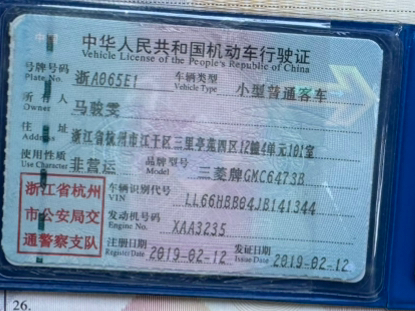 中华人民共和国机动车行驶证
Vehicle License of the People's Republic of China
号牌号码 Plate No. 浙A065E1 车辆类型 Vehicle Type 小型普通客车
所有人 Owner 马骏雯
住址 Address 浙江省杭州市江干区三里亭苑四区12幢4单元101室
使用性质 Use Character 非营运 品牌型号 Model 三菱牌GMC6473B
浙江省杭州市公安局交通警察支队
车辆识别代号 VIN LL66HBB04JB141344
发动机号码 Engine No. XAA3235
注册日期 Register Date 2019-02-12 发证日期 Issue Date 2019-02-12
26.